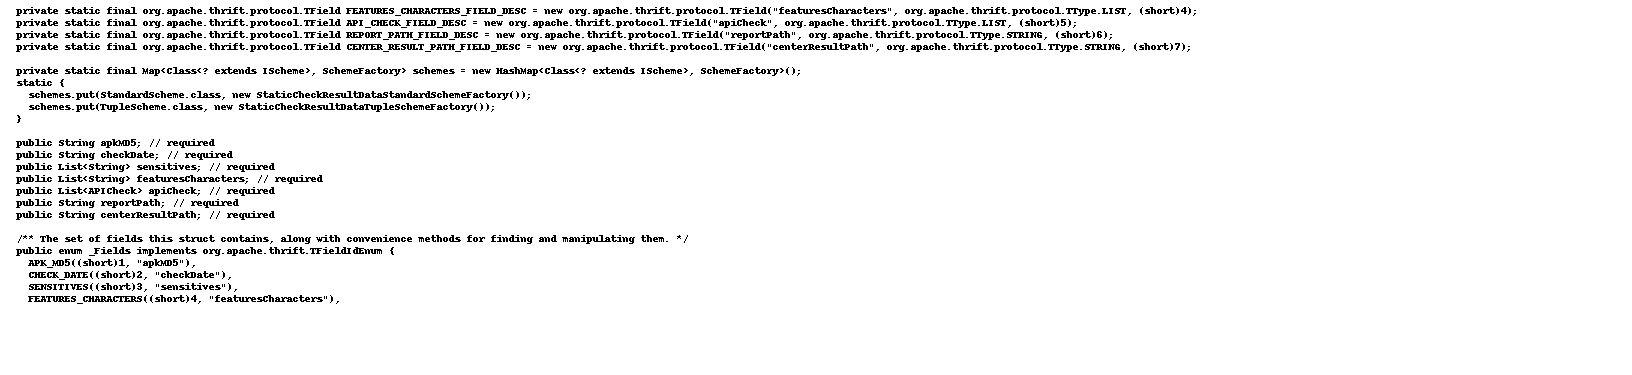 private static final org.apache.thrift.protocol.TField FEATURES_CHARACTERS_FIELD_DESC = new org.apache.thrift.protocol.TField("featuresCharacters", org.apache.thrift.protocol.TType.LIST, (short)4);
private static final org.apache.thrift.protocol.TField API_CHECK_FIELD_DESC = new org.apache.thrift.protocol.TField("apiCheck", org.apache.thrift.protocol.TType.LIST, (short)5);
private static final org.apache.thrift.protocol.TField REPORT_PATH_FIELD_DESC = new org.apache.thrift.protocol.TField("reportPath", org.apache.thrift.protocol.TType.STRING, (short)6);
private static final org.apache.thrift.protocol.TField CENTER_RESULT_PATH_FIELD_DESC = new org.apache.thrift.protocol.TField("centerResultPath", org.apache.thrift.protocol.TType.STRING, (short)7);
private static final Map<Class<? extends IScheme>, SchemeFactory> schemes = new HashMap<Class<? extends IScheme>, SchemeFactory>();
static {
schemes.put(StandardScheme.class, new StaticCheckResultDataStandardSchemeFactory());
schemes.put(TupleScheme.class, new StaticCheckResultDataTupleSchemeFactory());
}
public String apkMD5; // required
public String checkDate; // required
public List<String> sensitives; // required
public List<String> featuresCharacters; // required
public List<APICheck> apiCheck; // required
public String reportPath; // required
public String centerResultPath; // required
/** The set of fields this struct contains, along with convenience methods for finding and manipulating them. */
public enum _Fields implements org.apache.thrift.TFieldIdEnum {
APK_MD5((short)1, "apkMD5"),
CHECK_DATE((short)2, "checkDate"),
SENSITIVES((short)3, "sensitives"),
FEATURES_CHARACTERS((short)4, "featuresCharacters"),